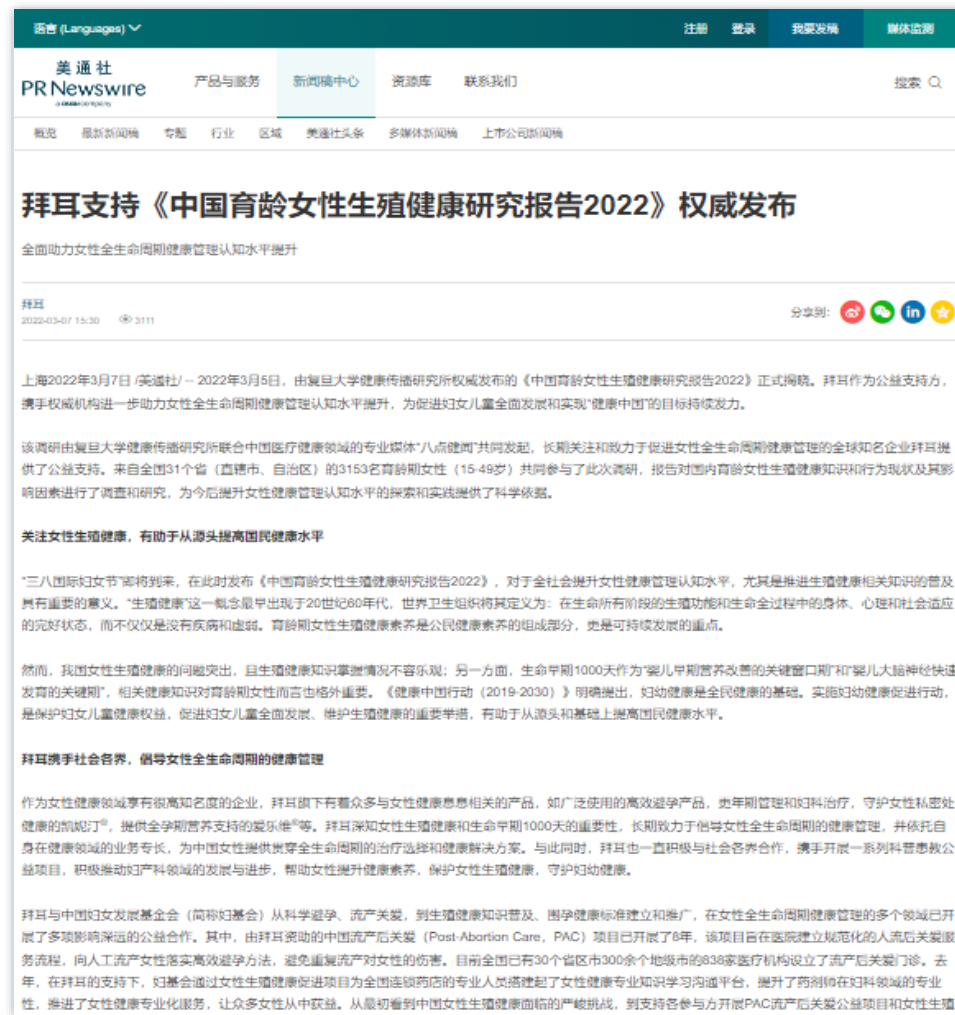 语言 (Languages)
注册 登录 我要发稿 媒体监测
美通社
PR Newswire
a CISION company
产品与服务 新闻稿中心 资源库 联系我们
搜索
概览 最新新闻稿 专题 行业 区域 美通社头条 多媒体新闻稿 上市公司新闻稿
拜耳支持《中国育龄女性生殖健康研究报告2022》权威发布
全面助力女性全生命周期健康管理认知水平提升
拜耳
2022-03-07 15:30 3111
分享到:
上海2022年3月7日 /美通社/ -- 2022年3月5日，由复旦大学健康传播研究所权威发布的《中国育龄女性生殖健康研究报告2022》正式揭晓。拜耳作为公益支持方，
携手权威机构进一步助力女性全生命周期健康管理认知水平提升，为促进妇女儿童全面发展和实现"健康中国"的目标持续发力。
该调研由复旦大学健康传播研究所联合中国医疗健康领域的专业媒体"八点健闻"共同发起，长期关注和致力于促进女性全生命周期健康管理的全球知名企业拜耳提
供了公益支持。来自全国31个省（直辖市、自治区）的3153名育龄期女性（15-49岁）共同参与了此次调研，报告对国内育龄女性生殖健康知识和行为现状及其影
响因素进行了调查和研究，为今后提升女性健康管理认知水平的探索和实践提供了科学依据。
关注女性生殖健康，有助于从源头提高国民健康水平
"三八国际妇女节"即将到来，在此时发布《中国育龄女性生殖健康研究报告2022》，对于全社会提升女性健康管理认知水平，尤其是推进生殖健康相关知识的普及
具有重要的意义。"生殖健康"这一概念最早出现于20世纪60年代，世界卫生组织将其定义为：在生命所有阶段的生殖功能和生命全过程中的身体、心理和社会适应
的完好状态，而不仅仅是没有疾病和虚弱。育龄期女性生殖健康素养是公民健康素养的组成部分，更是可持续发展的重点。
然而，我国女性生殖健康的问题突出，且生殖健康知识掌握情况不容乐观；另一方面，生命早期1000天作为"婴儿早期营养改善的关键窗口期"和"婴儿大脑神经快速
发育的关键期"，相关健康知识对育龄期女性而言也格外重要。《健康中国行动（2019-2030）》明确提出，妇幼健康是全民健康的基础。实施妇幼健康促进行动，
是保护妇女儿童健康权益，促进妇女儿童全面发展、维护生殖健康的重要举措，有助于从源头和基础上提高国民健康水平。
拜耳携手社会各界，倡导女性全生命周期的健康管理
作为女性健康领域享有很高知名度的企业，拜耳旗下有着众多与女性健康息息相关的产品，如广泛使用的高效避孕产品，更年期管理和妇科治疗，守护女性私密处
健康的凯妮汀®，提供全孕期营养支持的爱乐维®等。拜耳深知女性生殖健康和生命早期1000天的重要性，长期致力于倡导女性全生命周期的健康管理，并依托自
身在健康领域的业务专长，为中国女性提供贯穿全生命周期的治疗选择和健康解决方案。与此同时，拜耳也一直积极与社会各界合作，携手开展一系列科普患教公
益项目，积极推动妇产科领域的发展与进步，帮助女性提升健康素养，保护女性生殖健康，守护妇幼健康。
拜耳与中国妇女发展基金会（简称妇基会）从科学避孕、流产关爱，到生殖健康知识普及、围孕健康标准建立和推广，在女性全生命周期健康管理的多个领域已开
展了多项影响深远的公益合作。其中，由拜耳资助的中国流产后关爱（Post-Abortion Care，PAC）项目已开展了8年，该项目旨在医院建立规范化的人流后关爱服
务流程，向人工流产女性落实高效避孕方法，避免重复流产对女性的伤害。目前全国已有30个省区市300余个地级市的838家医疗机构设立了流产后关爱门诊。去
年，在拜耳的支持下，妇基会通过女性生殖健康促进项目为全国连锁药店的专业人员搭建起了女性健康专业知识学习沟通平台，提升了药剂师在妇科领域的专业
性，推进了女性健康专业化服务，让众多女性从中获益。从最初看到中国女性生殖健康面临的严峻挑战，到支持各参与方开展PAC流产后关爱公益项目和女性生殖